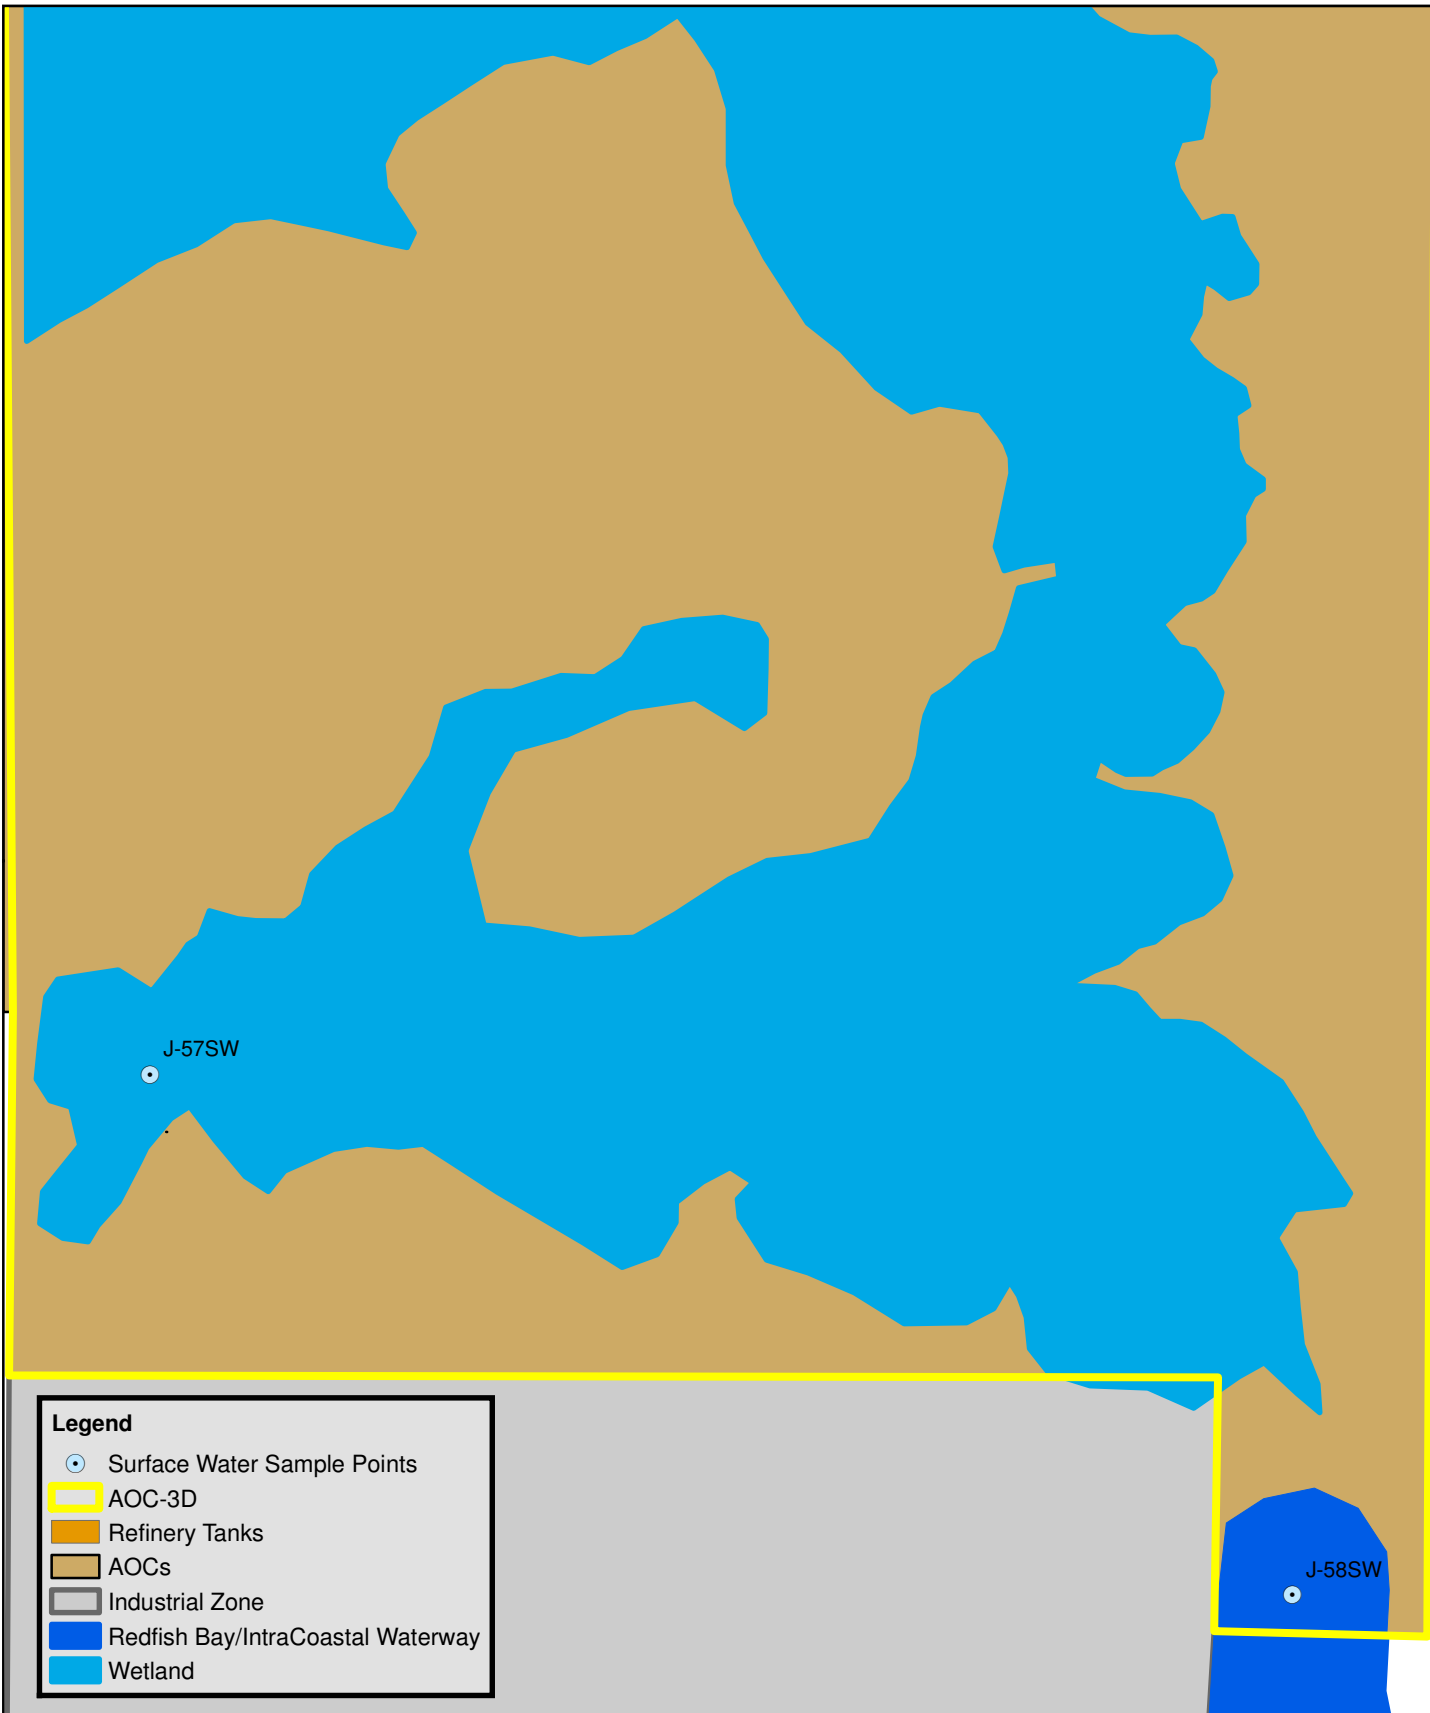 J-57SW
Legend
Surface Water Sample Points
AOC-3D
Refinery Tanks
AOCs
Industrial Zone
Redfish Bay/IntraCoastal Waterway
Wetland
J-58SW